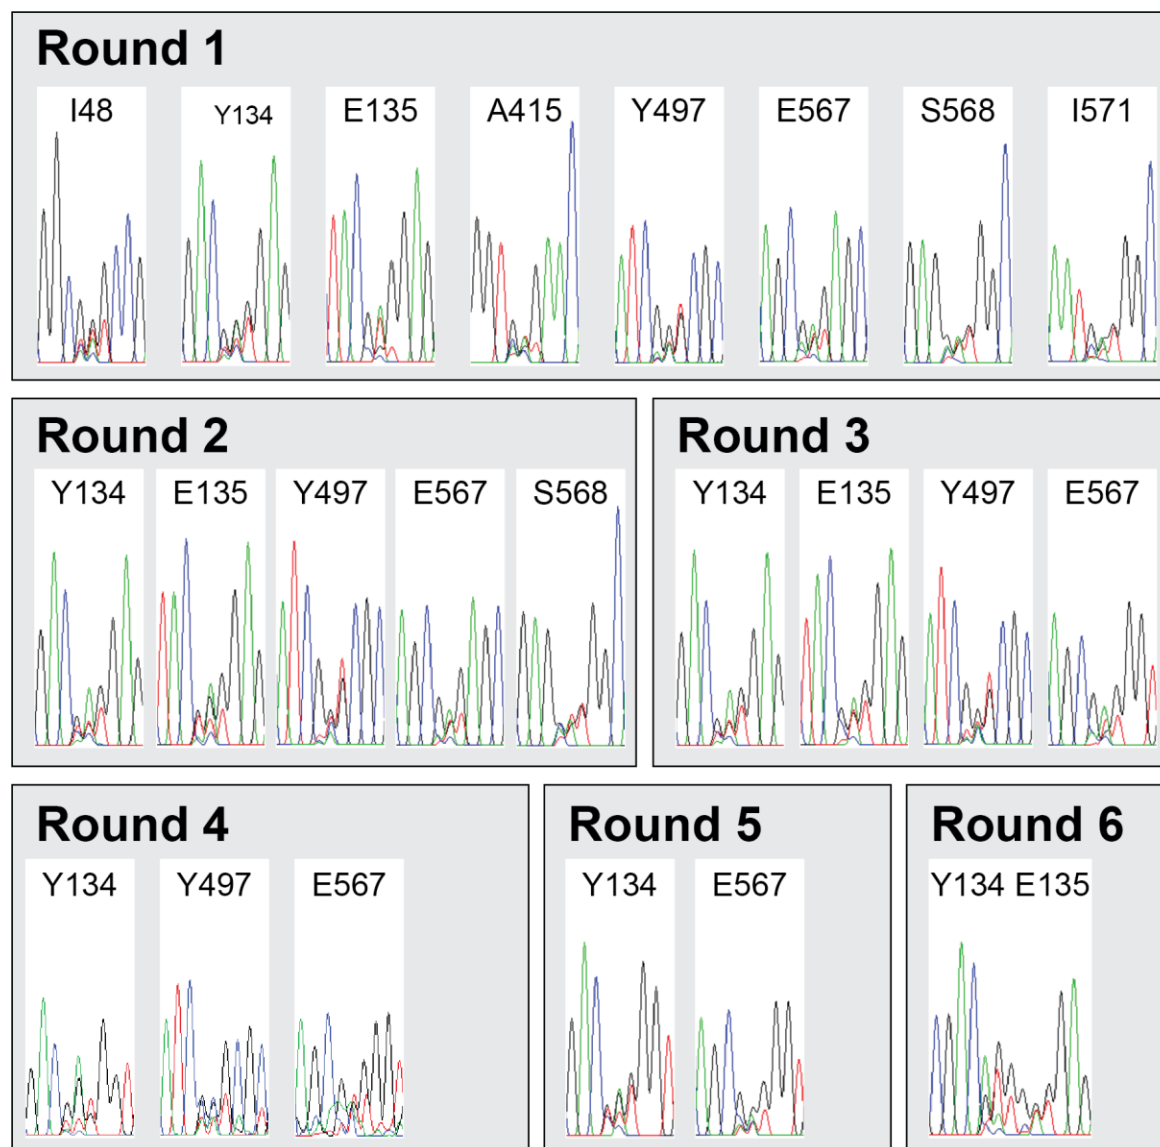 Round 1
I48 Y134 E135 A415 Y497 E567 S568 I571
Round 2
Y134 E135 Y497 E567 S568
Round 3
Y134 E135 Y497 E567
Round 4
Y134 Y497 E567
Round 5
Y134 E567
Round 6
Y134 E135